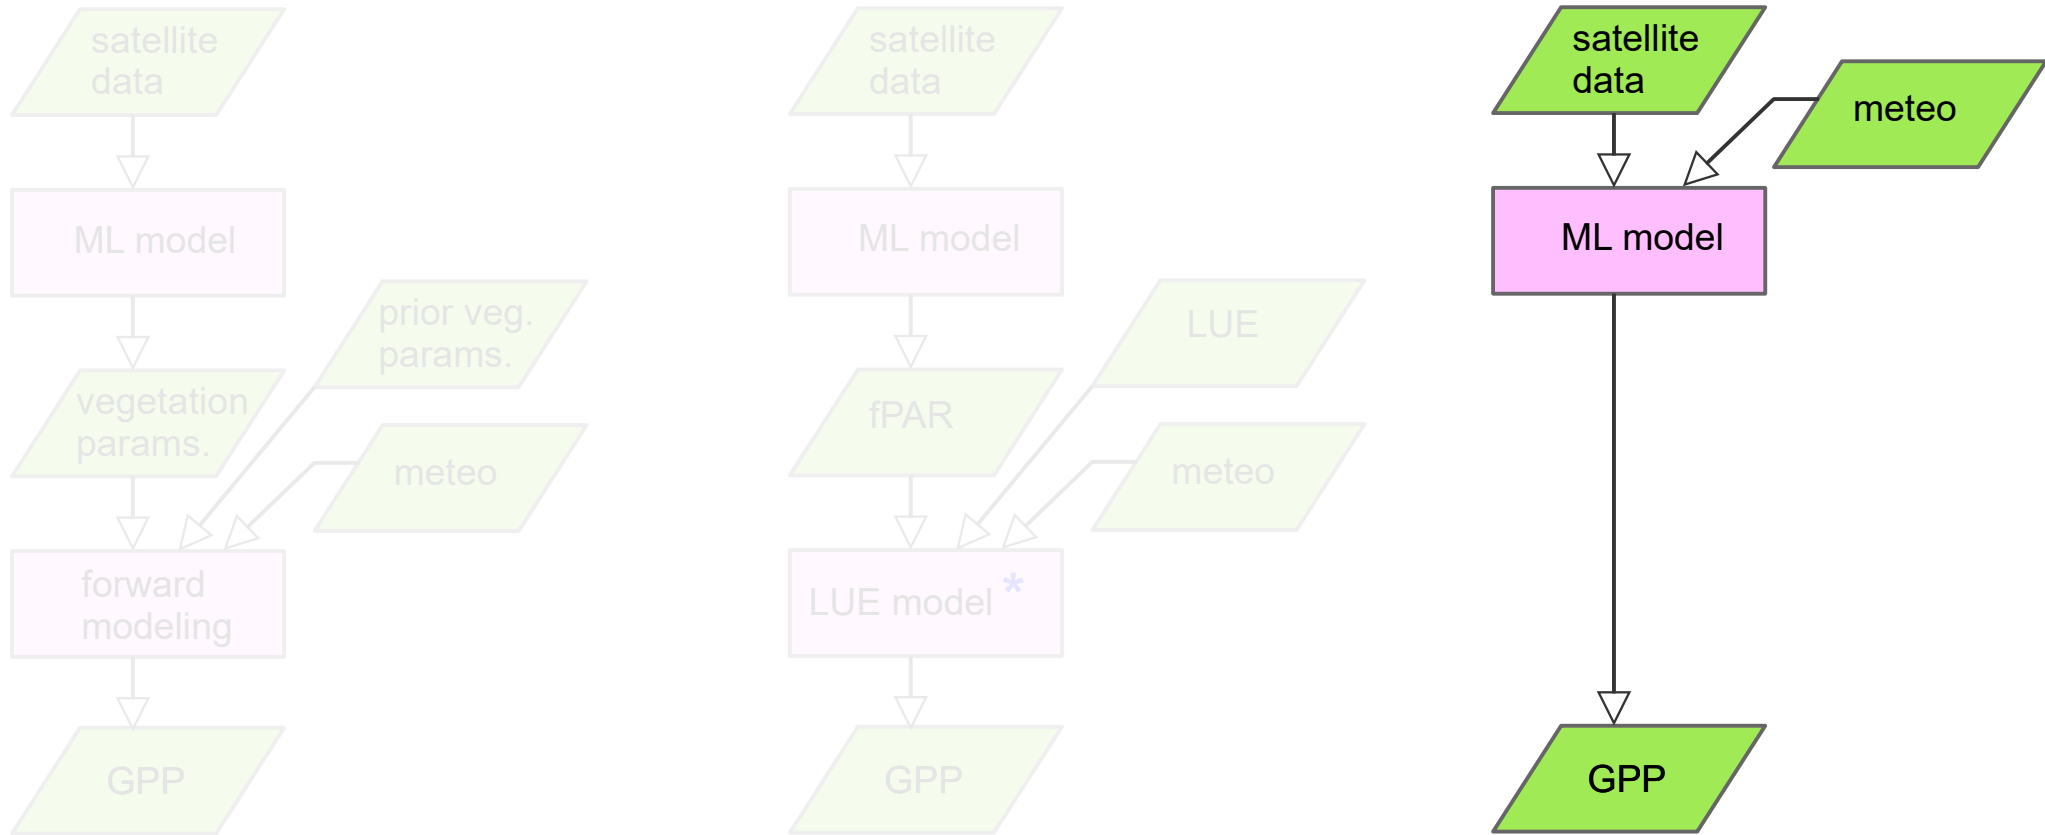 satellite
data
ML model
prior veg.
params.
vegetation
params.
meteo
forward
modeling
GPP
satellite
data
ML model
LUE
fPAR
meteo
LUE model *
GPP
satellite
data
meteo
ML model
GPP